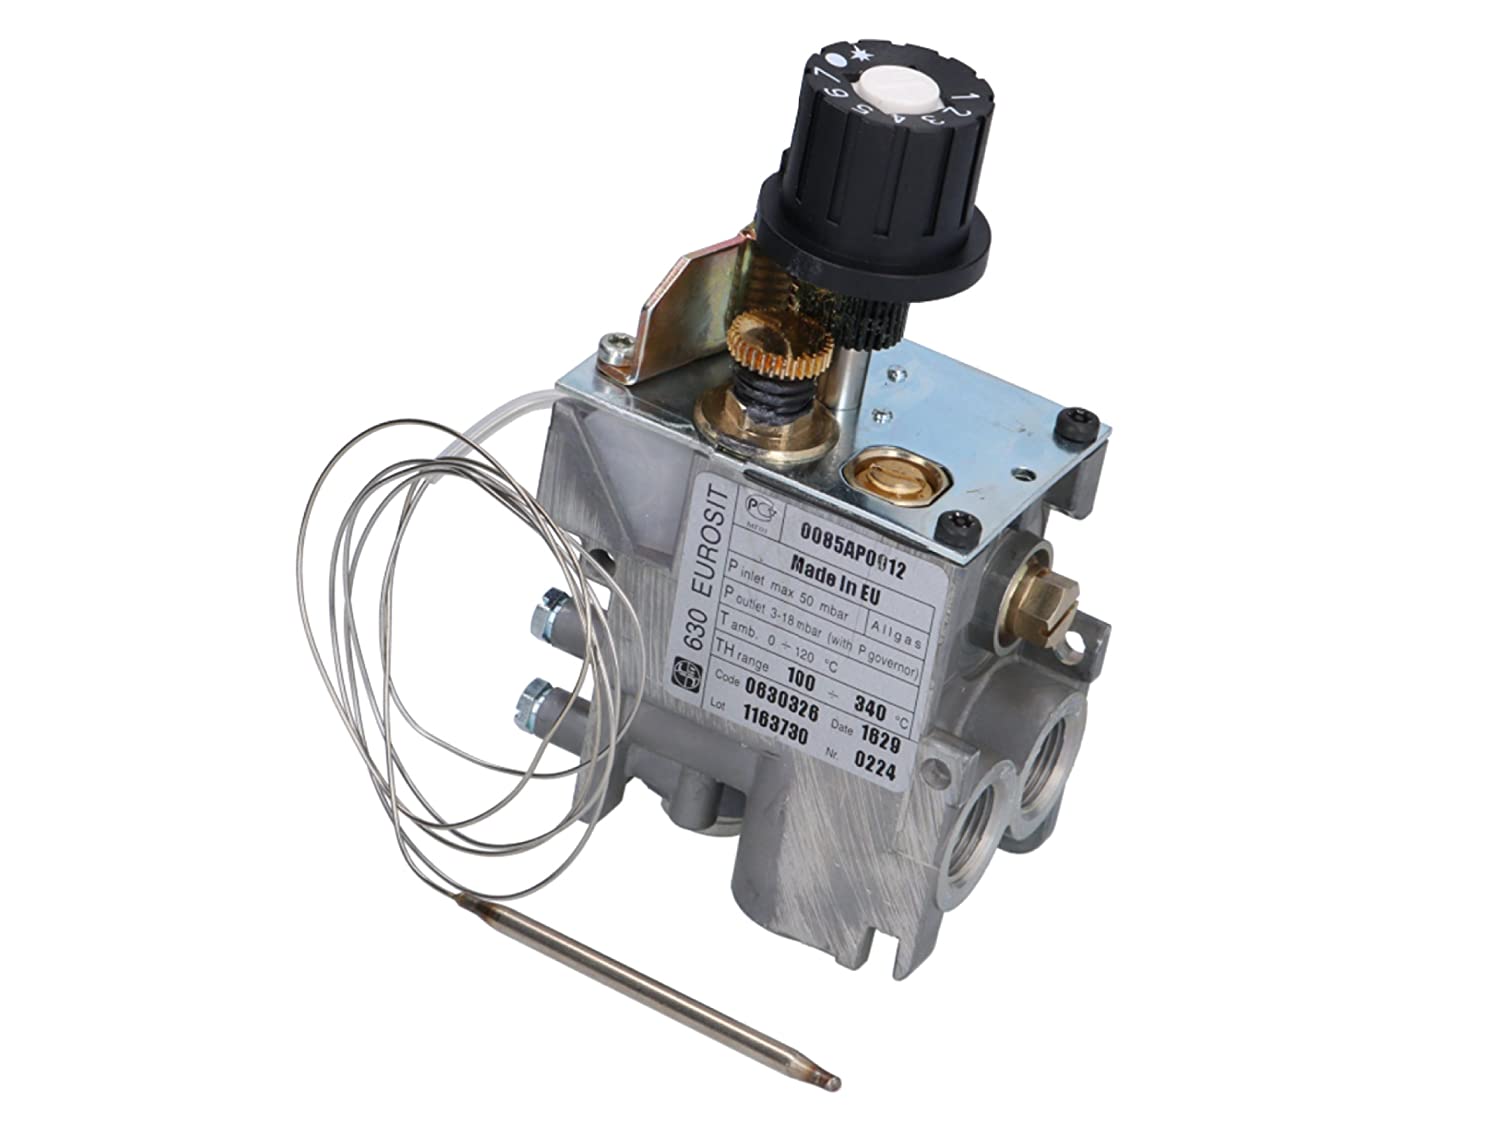 1 2 3 4 5 6 7
630 EUROSIT
0085AP0012
Made In EU
P inlet max 50 mbar
Allgas
P outlet 3-18 mbar (with P governor)
T amb. 0 ÷ 120 °C
TH range 100 ÷ 340 °C
Code 0630326 Date 1629
Lot 1163730 Nr. 0224